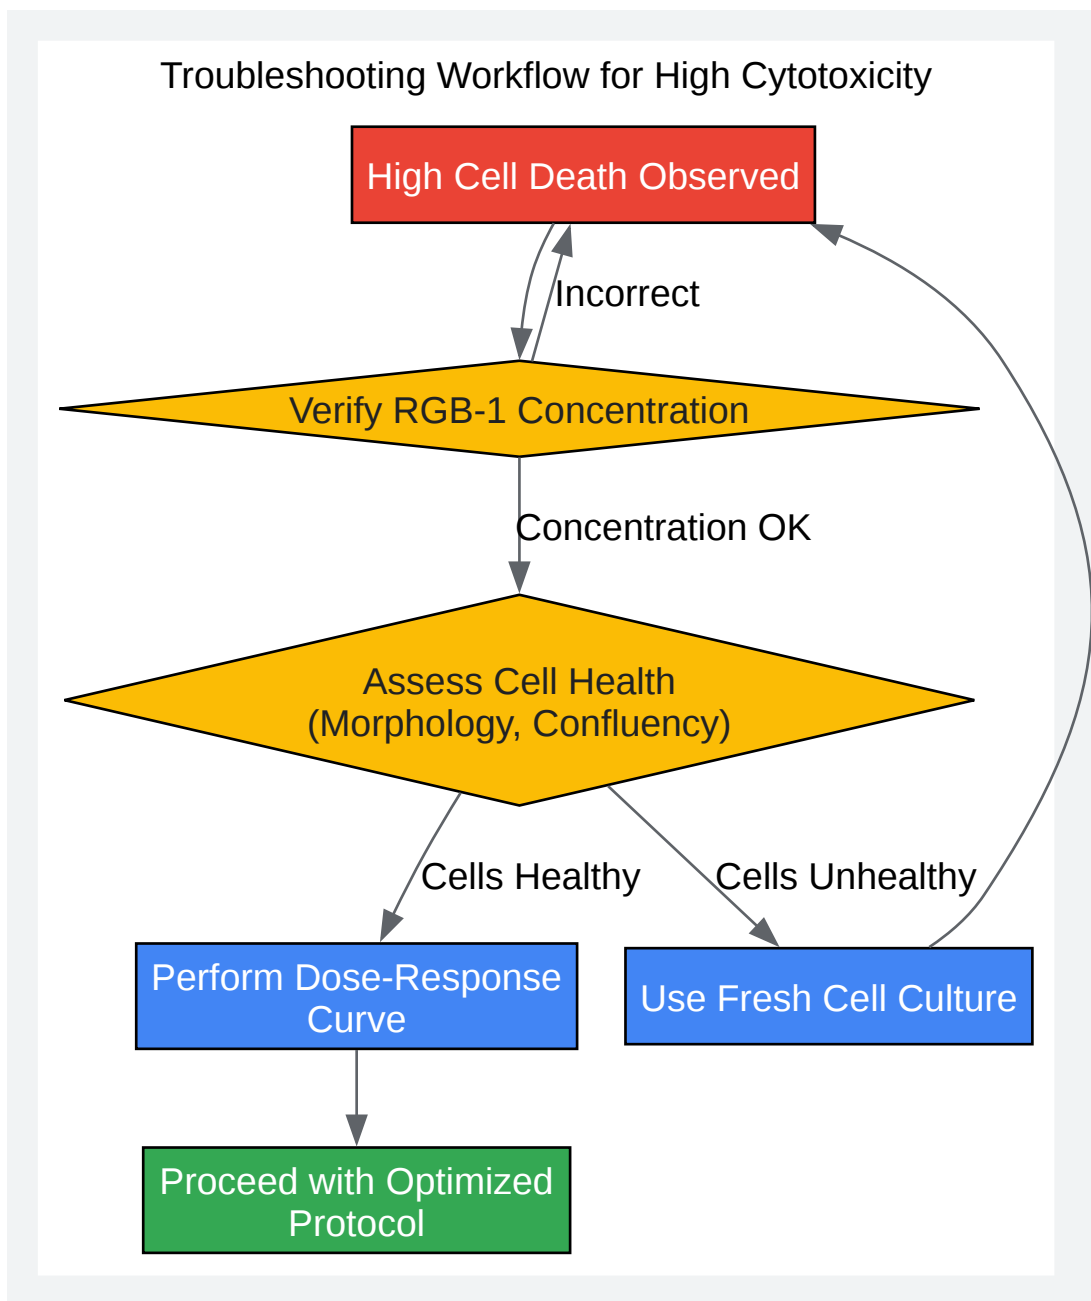 Troubleshooting Workflow for High Cytotoxicity
High Cell Death Observed
Incorrect
Verify RGB-1 Concentration
Concentration OK
Assess Cell Health
(Morphology, Confluency)
Cells Healthy
Cells Unhealthy
Perform Dose-Response
Curve
Use Fresh Cell Culture
Proceed with Optimized
Protocol